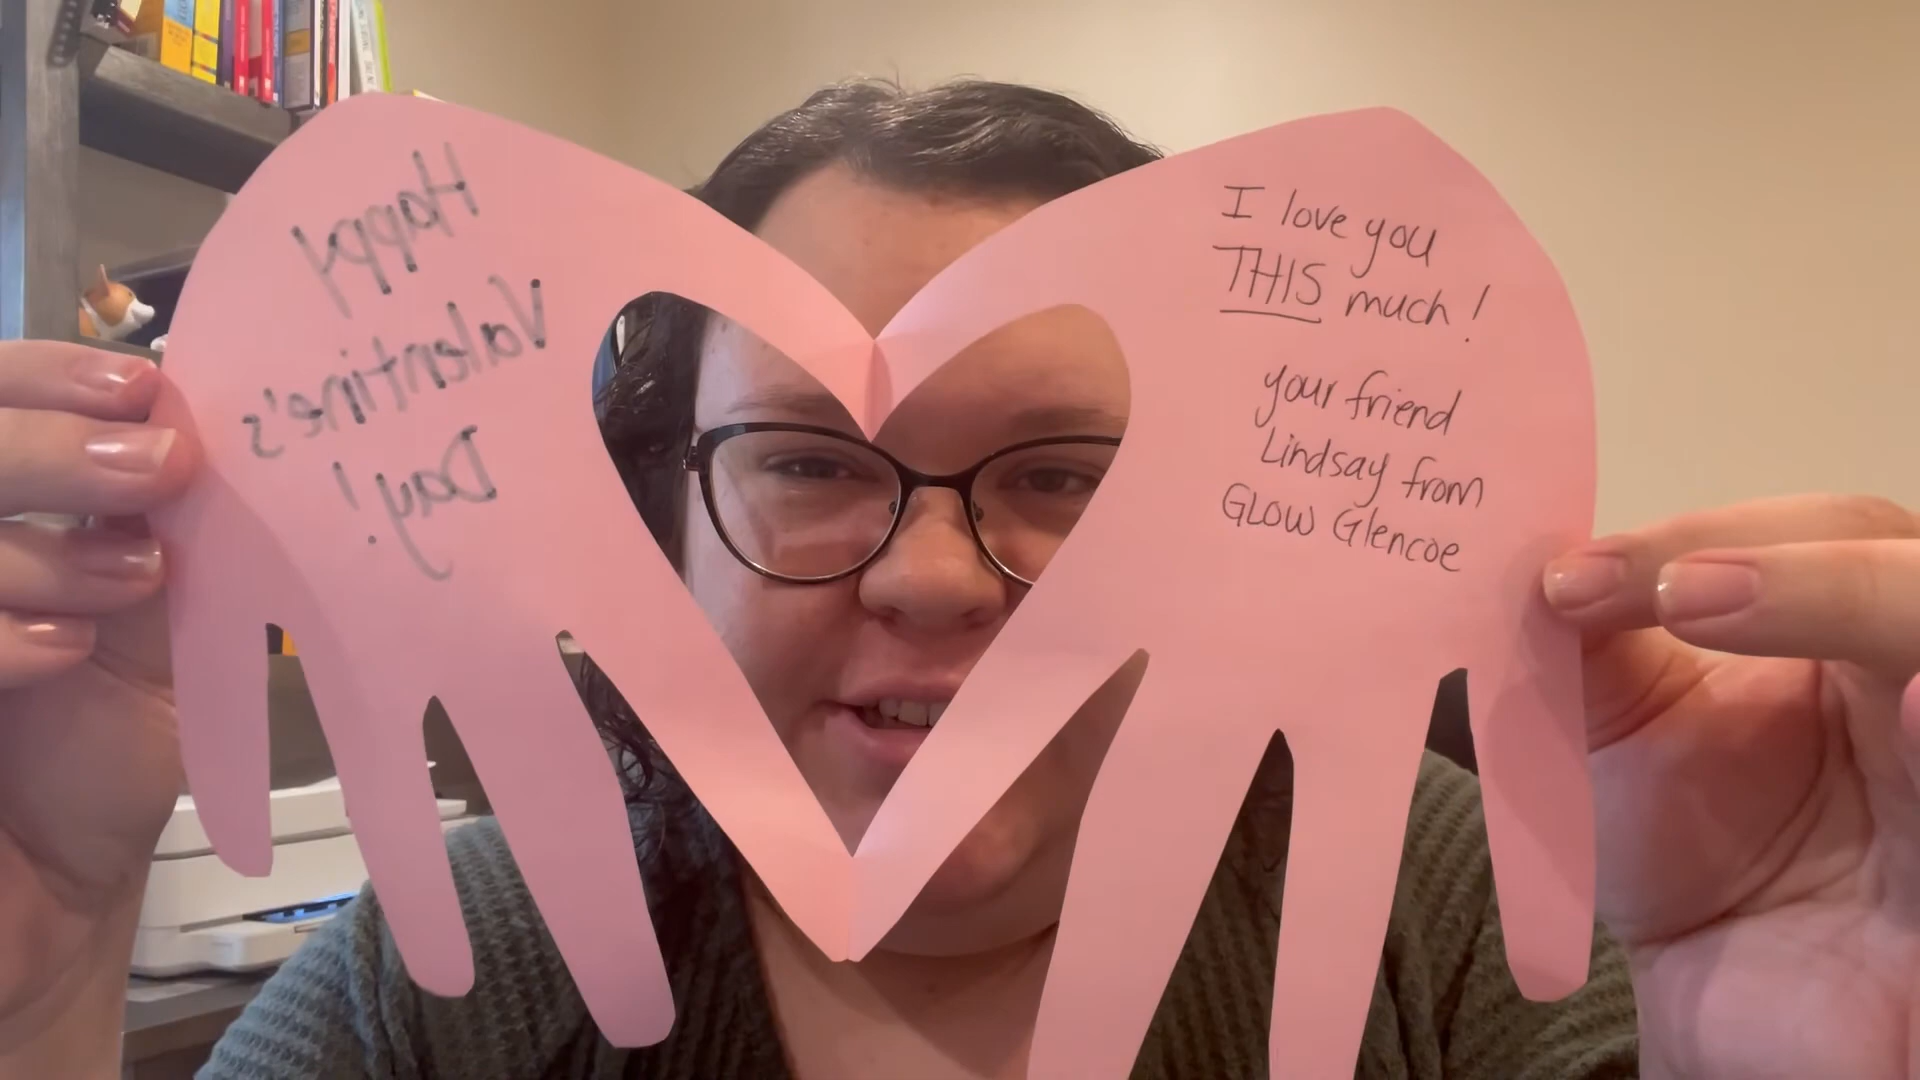 Happy
Valentine's
Day!
I love you
THIS much!
your friend
Lindsay from
GLOW Glencoe